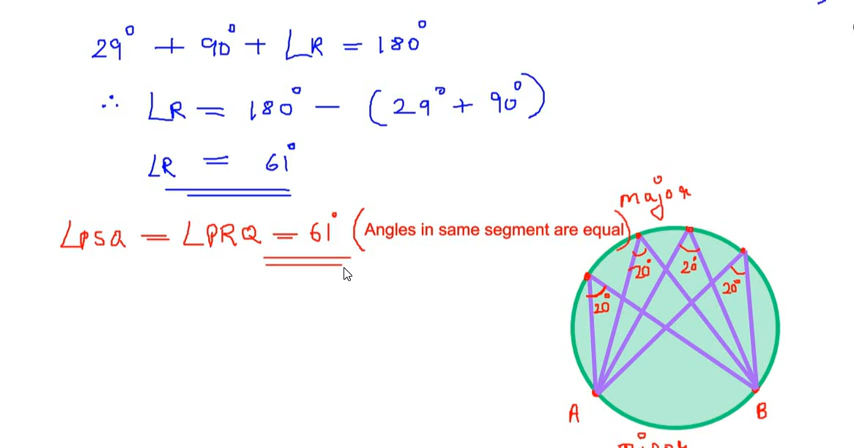 29° + 90° + ∠R = 180°
∴ ∠R = 180° - (29° + 90°)
∠R = 61°
∠PSQ = ∠PRQ = 61° (Angles in same segment are equal)
major
20°
20°
20°
20°
A
B